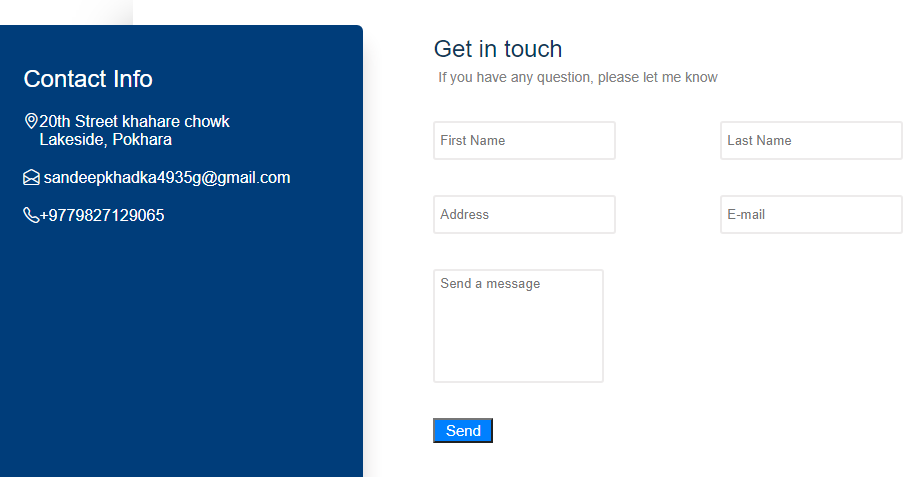 Contact Info
20th Street khahare chowk
Lakeside, Pokhara
sandeepkhadka4935g@gmail.com
+9779827129065
Get in touch
If you have any question, please let me know
First Name
Last Name
Address
E-mail
Send a message
Send